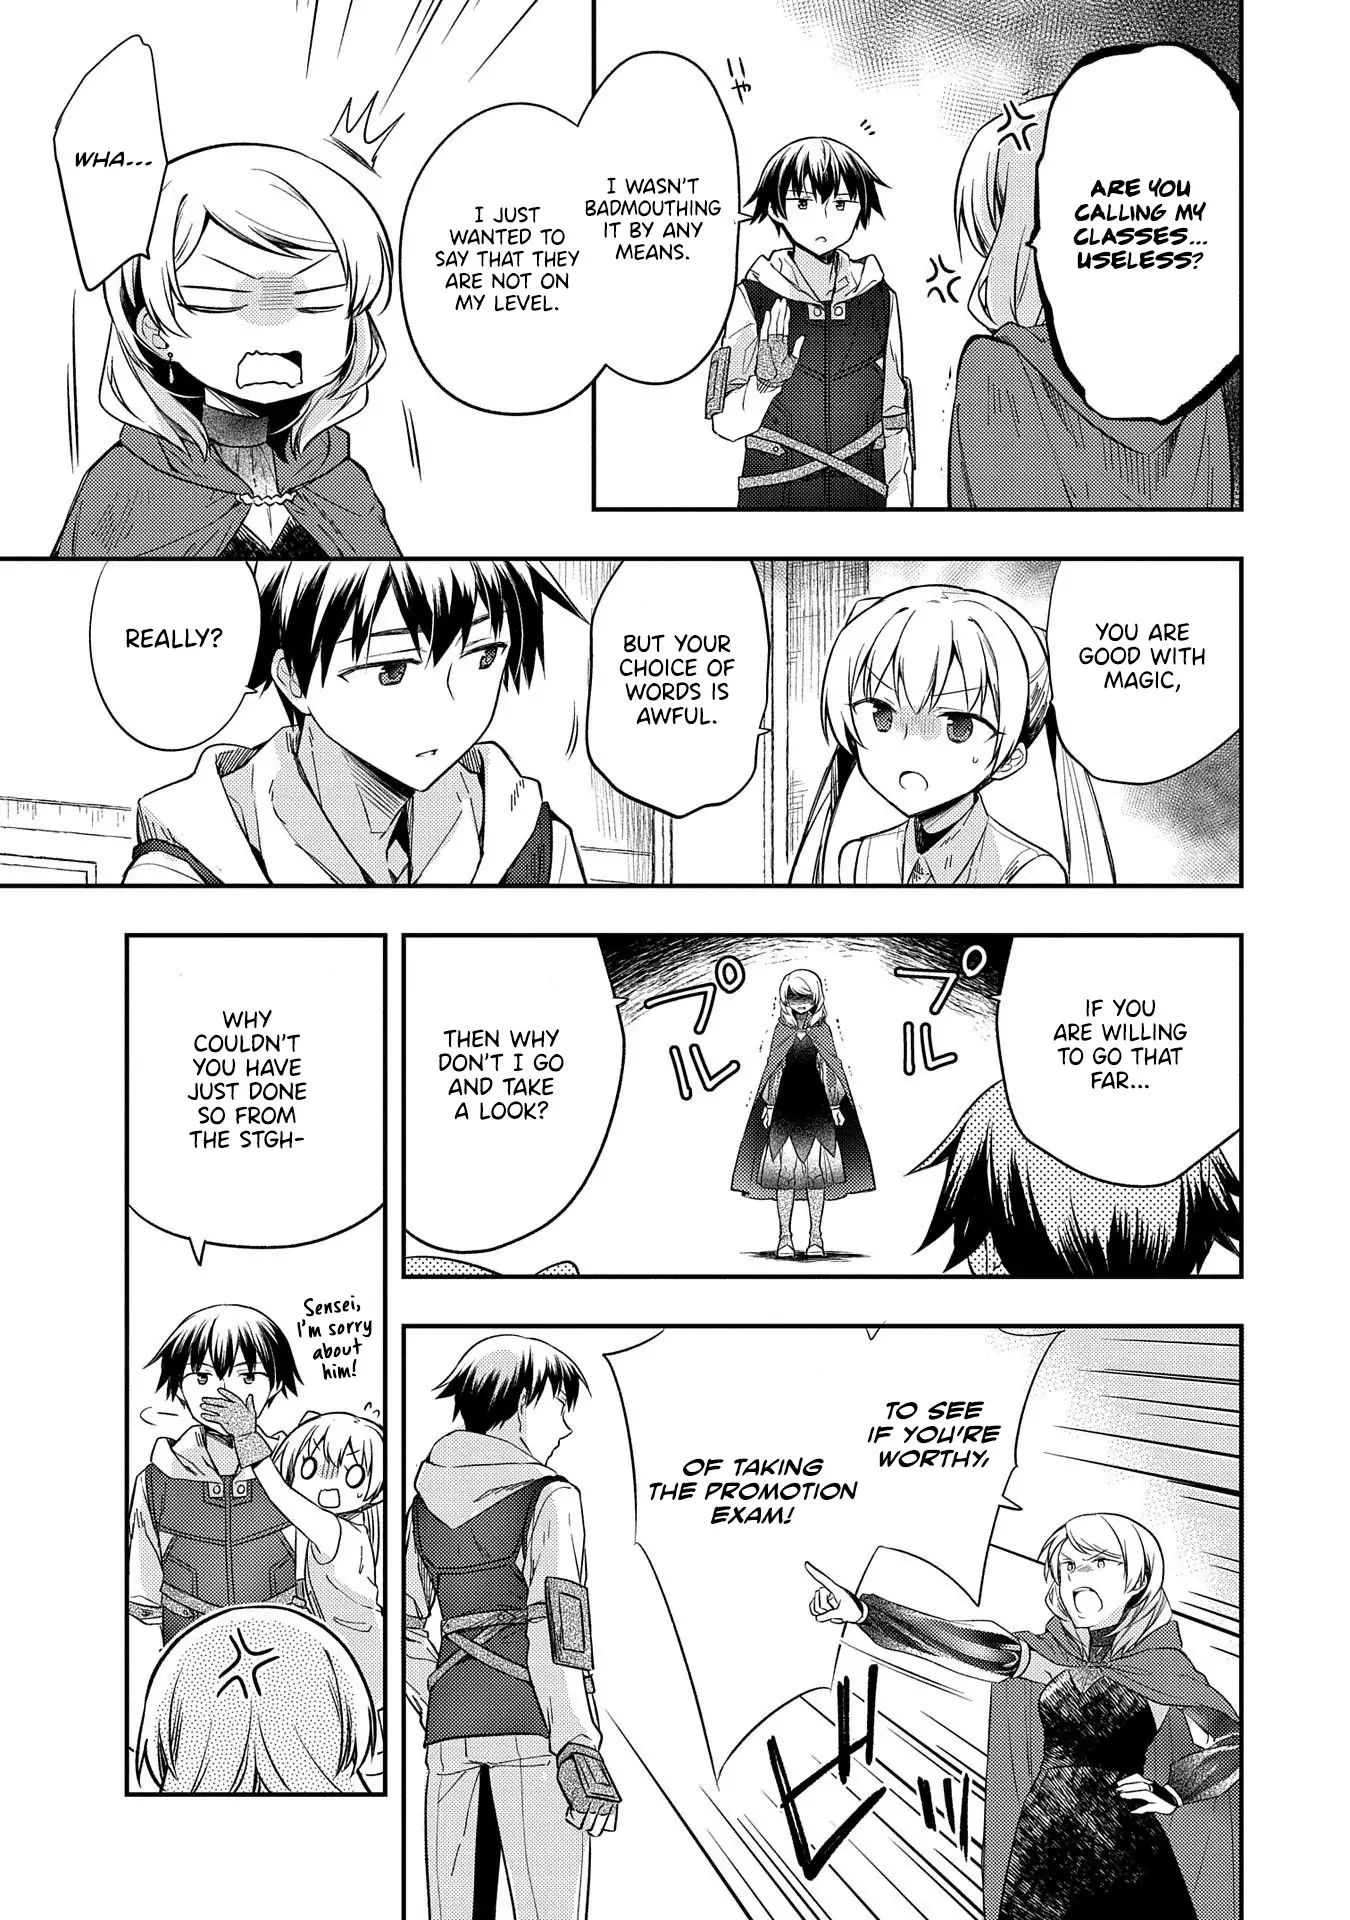 ARE YOU
CALLING MY
CLASSES...
USELESS?
いや
I WASN'T
BADMOUTHING
IT BY ANY
MEANS.
I JUST
WANTED TO
SAY THAT THEY
ARE NOT ON
MY LEVEL.
WHA...
YOU ARE
GOOD WITH
MAGIC,
BUT YOUR
CHOICE OF
WORDS IS
AWFUL.
REALLY?
IF YOU
ARE WILLING
TO GO THAT
FAR...
プル
プル
THEN WHY
DON'T I GO
AND TAKE
A LOOK?
TO SEE
IF YOU'RE
WORTHY,
OF TAKING
THE PROMOTION
EXAM!
ビシッ
WHY
COULDN'T
YOU HAVE
JUST DONE
SO FROM
THE STGH-
Sensei,
I'm sorry
about
him!